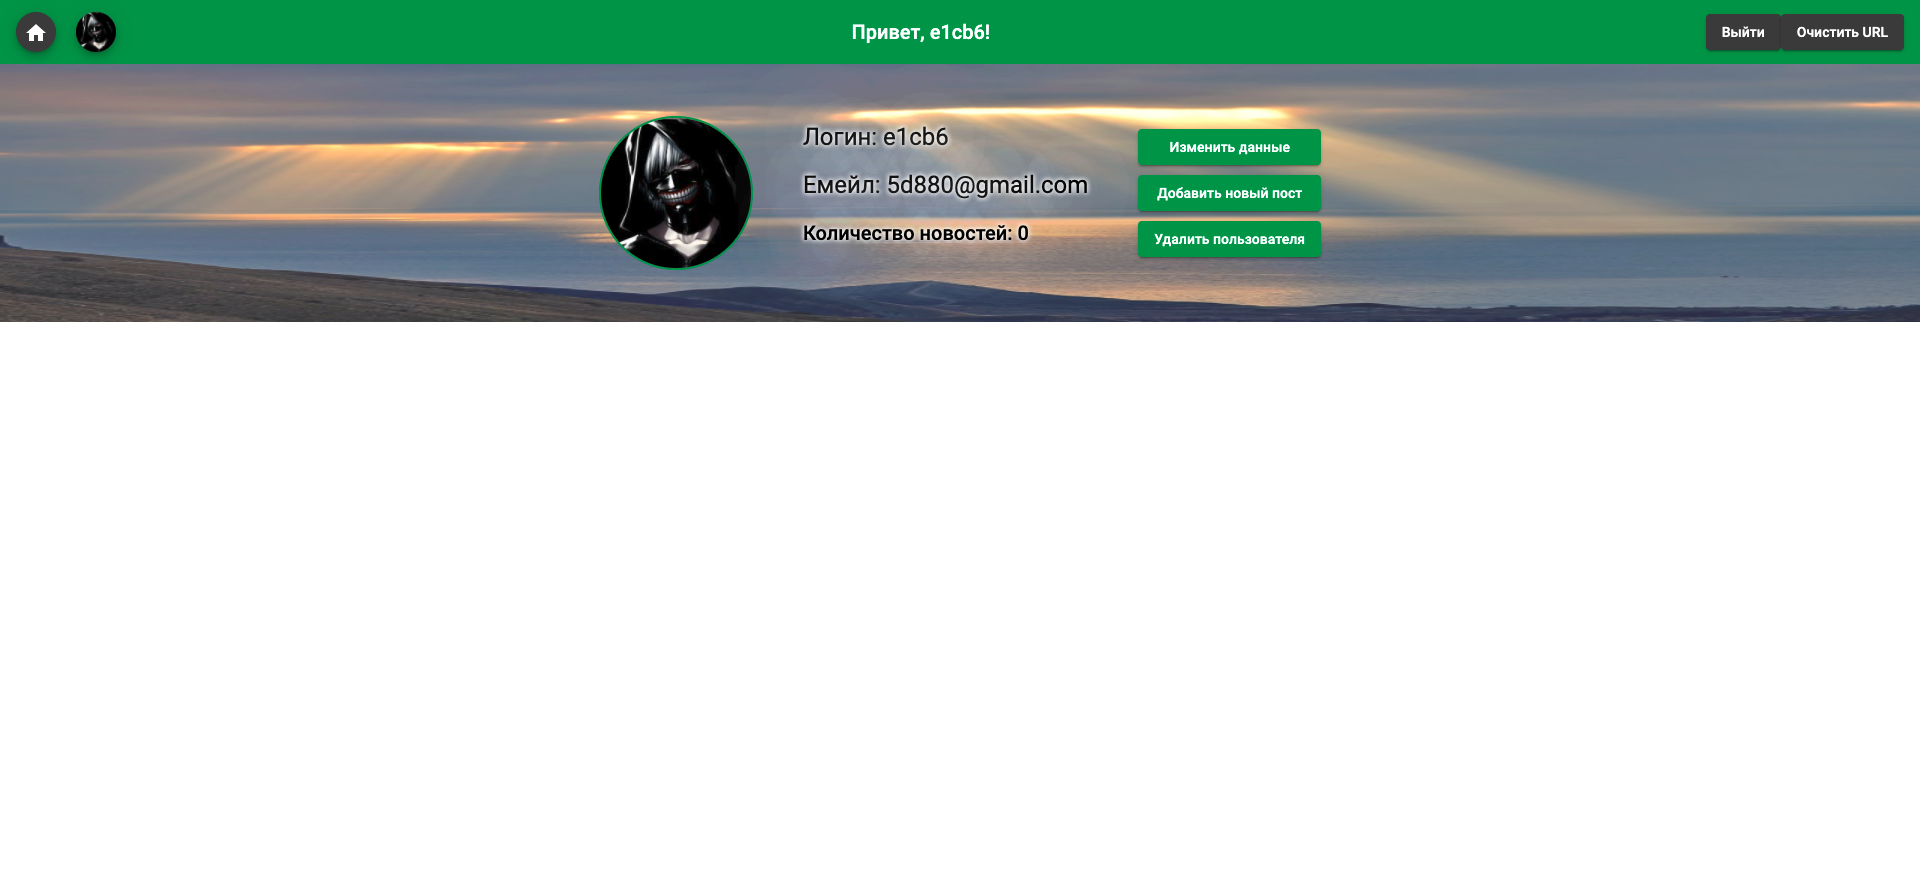 Привет, e1cb6!
Выйти
Очистить URL
Логин: e1cb6
Емейл: 5d880@gmail.com
Количество новостей: 0
Изменить данные
Добавить новый пост
Удалить пользователя